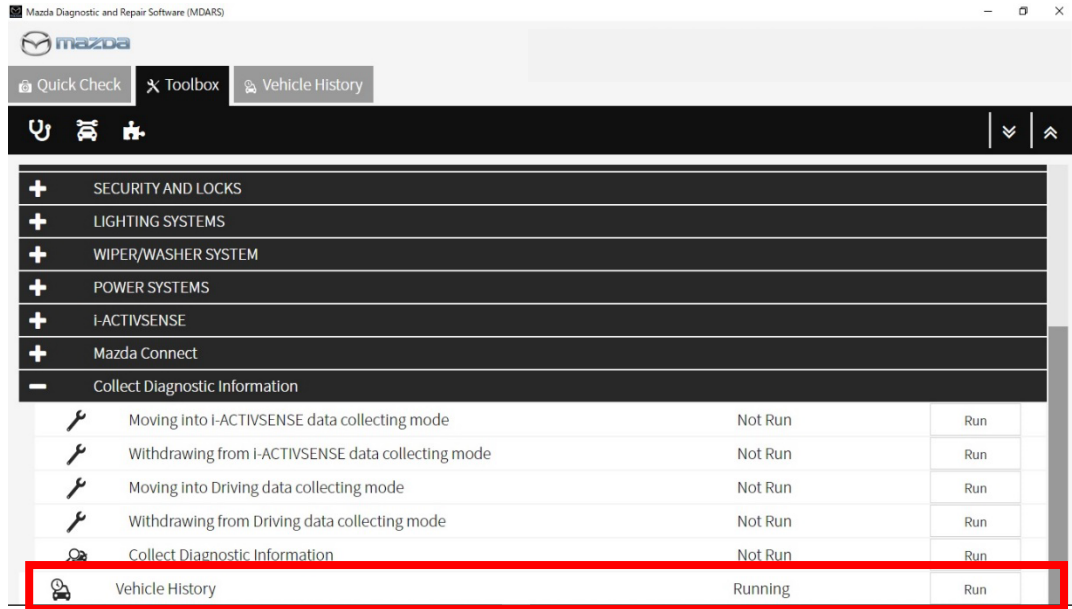 Mazda Diagnostic and Repair Software (MDARS)
mazda
Quick Check Toolbox Vehicle History
SECURITY AND LOCKS
LIGHTING SYSTEMS
WIPER/WASHER SYSTEM
POWER SYSTEMS
i-ACTIVSENSE
Mazda Connect
Collect Diagnostic Information
Moving into i-ACTIVSENSE data collecting mode Not Run Run
Withdrawing from i-ACTIVSENSE data collecting mode Not Run Run
Moving into Driving data collecting mode Not Run Run
Withdrawing from Driving data collecting mode Not Run Run
Collect Diagnostic Information Not Run Run
Vehicle History Running Run